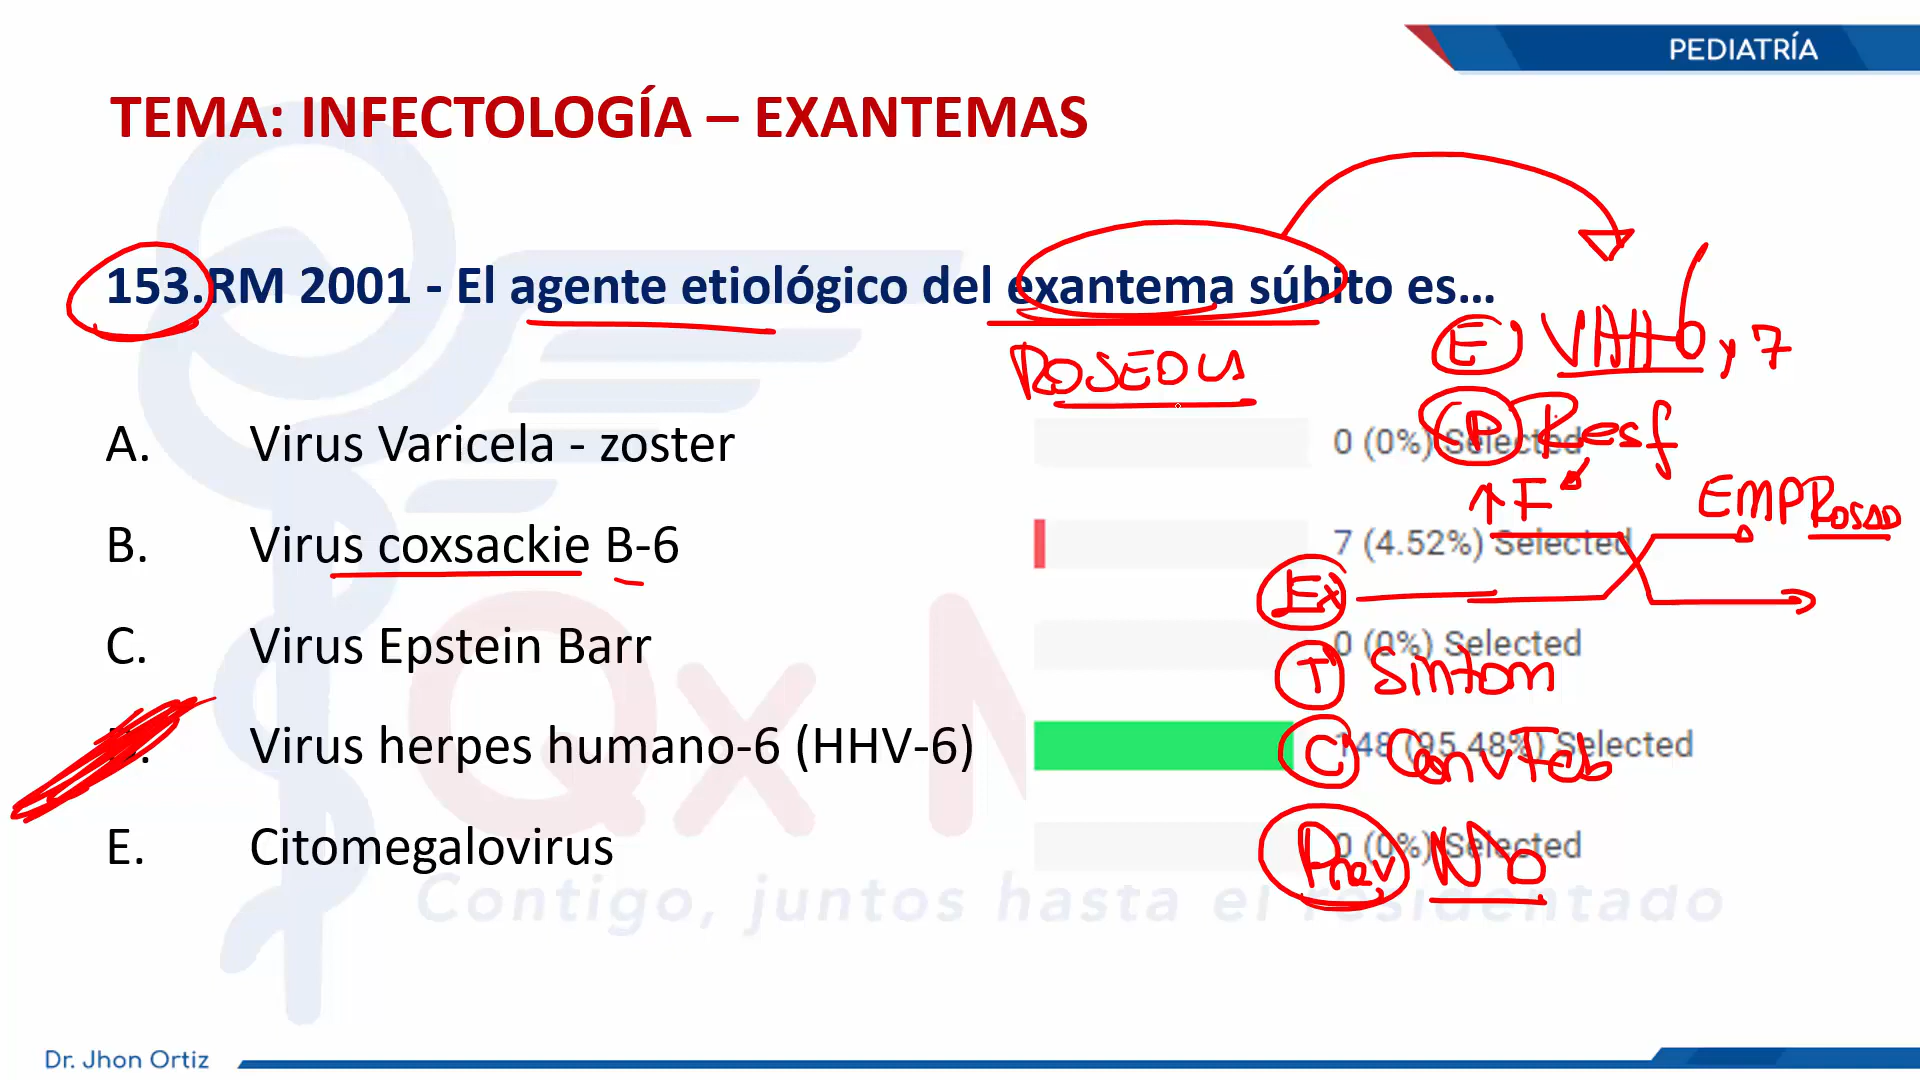 PEDIATRÍA
TEMA: INFECTOLOGÍA – EXANTEMAS
153.RM 2001 - El agente etiológico del exantema súbito es...
E VHH6, 7
ROSEOLA
A. Virus Varicela - zoster 0 (0%) Selected
P Resf
↑F
EMPROSAD
B. Virus coxsackie B-6 7 (4.52%) Selected
Ex
C. Virus Epstein Barr 0 (0%) Selected
T Sintom
D. Virus herpes humano-6 (HHV-6) 148 (95.48%) Selected
C ConvFeb
E. Citomegalovirus 0 (0%) Selected
Prev NO
Qx M
Contigo, juntos hasta el residentado
Dr. Jhon Ortiz